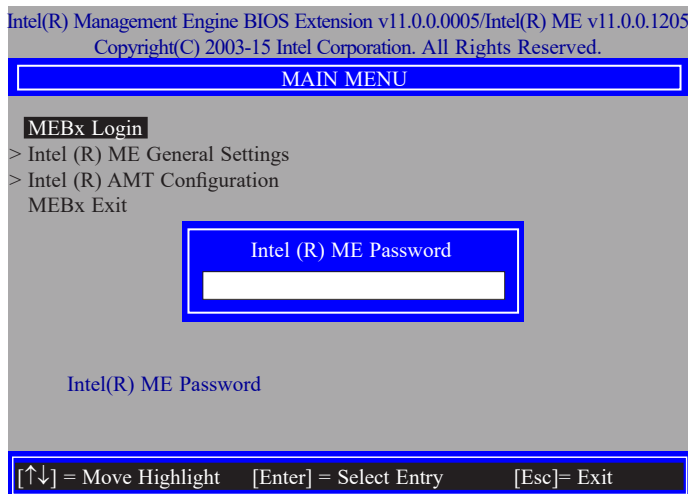 Intel(R) Management Engine BIOS Extension v11.0.0.0005/Intel(R) ME v11.0.0.1205
Copyright(C) 2003-15 Intel Corporation. All Rights Reserved.
MAIN MENU
MEBx Login
> Intel (R) ME General Settings
> Intel (R) AMT Configuration
MEBx Exit
Intel (R) ME Password
Intel(R) ME Password
[↑↓] = Move Highlight [Enter] = Select Entry [Esc]= Exit